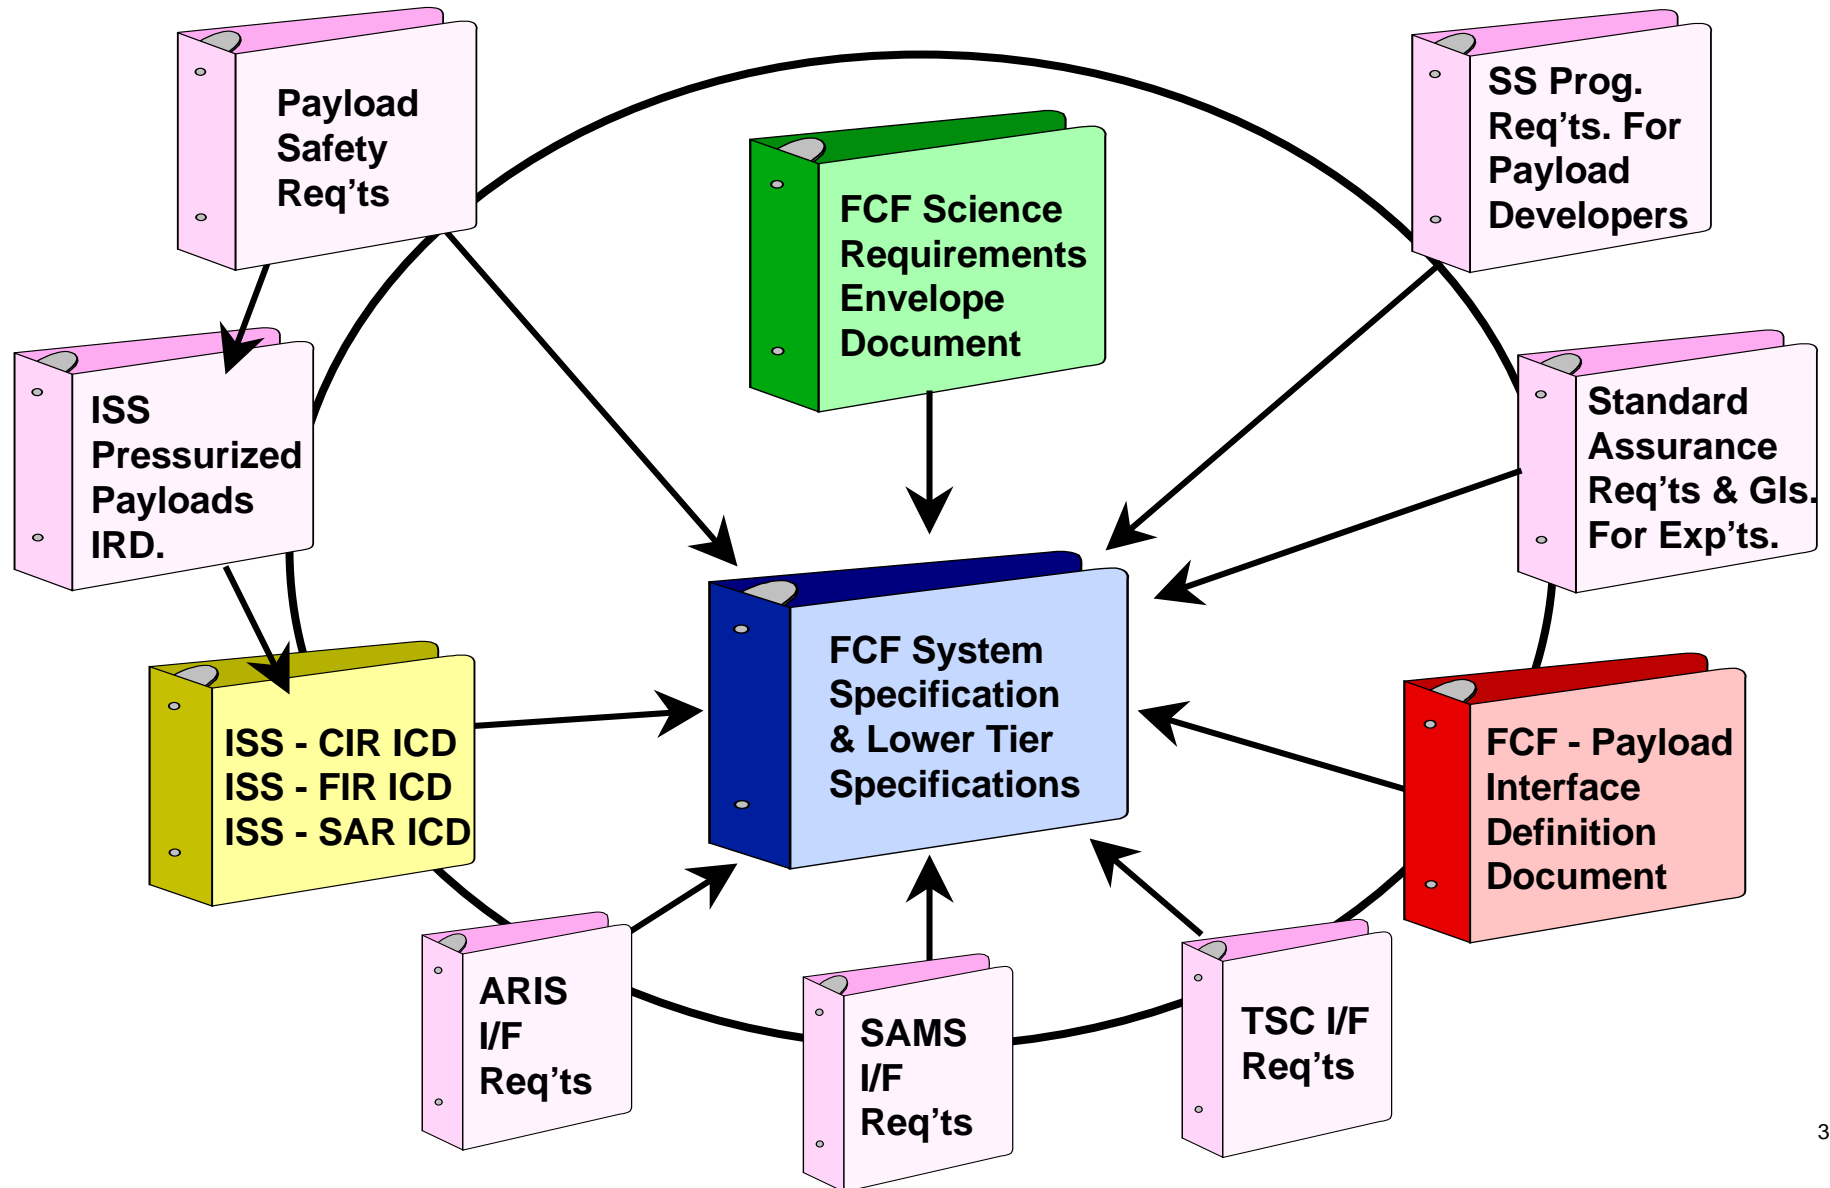 Payload
Safety
Req’ts
FCF Science
Requirements
Envelope
Document
SS Prog.
Req’ts. For
Payload
Developers
ISS
Pressurized
Payloads
IRD.
Standard
Assurance
Req’ts & Gls.
For Exp’ts.
FCF System
Specification
& Lower Tier
Specifications
ISS - CIR ICD
ISS - FIR ICD
ISS - SAR ICD
FCF - Payload
Interface
Definition
Document
ARIS
I/F
Req’ts
SAMS
I/F
Req’ts
TSC I/F
Req’ts
3